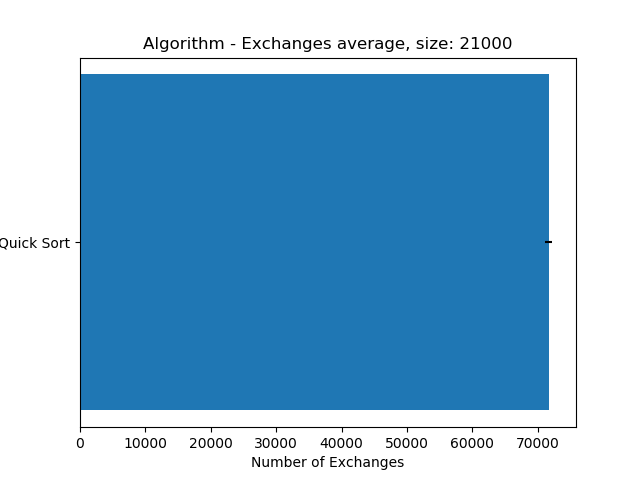 Algorithm - Exchanges average, size: 21000
Quick Sort
0 10000 20000 30000 40000 50000 60000 70000
Number of Exchanges